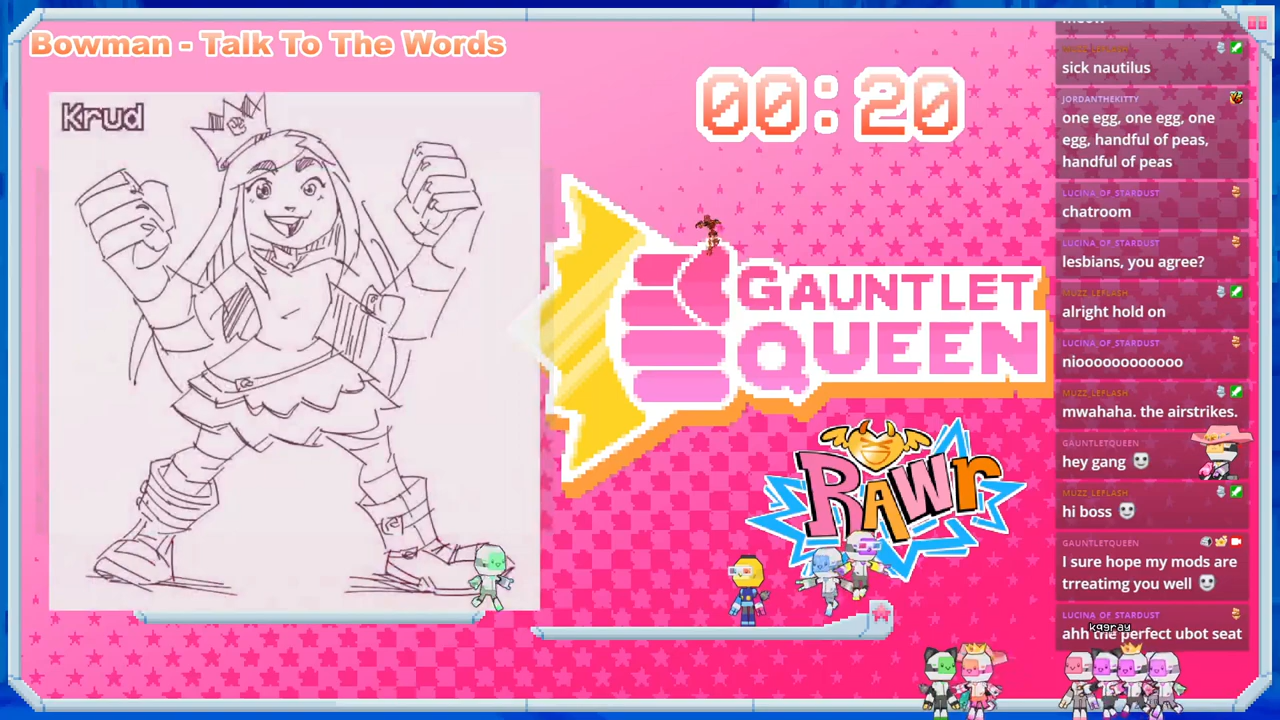 Bowman - Talk To The Words
Krud
00:20
GAUNTLET
QUEEN
RAWr
sick nautilus
JORDANTHEKITTY
one egg, one egg, one
egg, handful of peas,
handful of peas
LUCINA_OF_STARDUST
chatroom
LUCINA_OF_STARDUST
lesbians, you agree?
MUZZ_LEFLASH
alright hold on
LUCINA_OF_STARDUST
niooooooooooo
MUZZ_LEFLASH
mwahaha. the airstrikes.
GAUNTLETQUEEN
hey gang
MUZZ_LEFLASH
hi boss
GAUNTLETQUEEN
I sure hope my mods are
trreatimg you well
LUCINA_OF_STARDUST
ahh the perfect ubot seat
kqgray